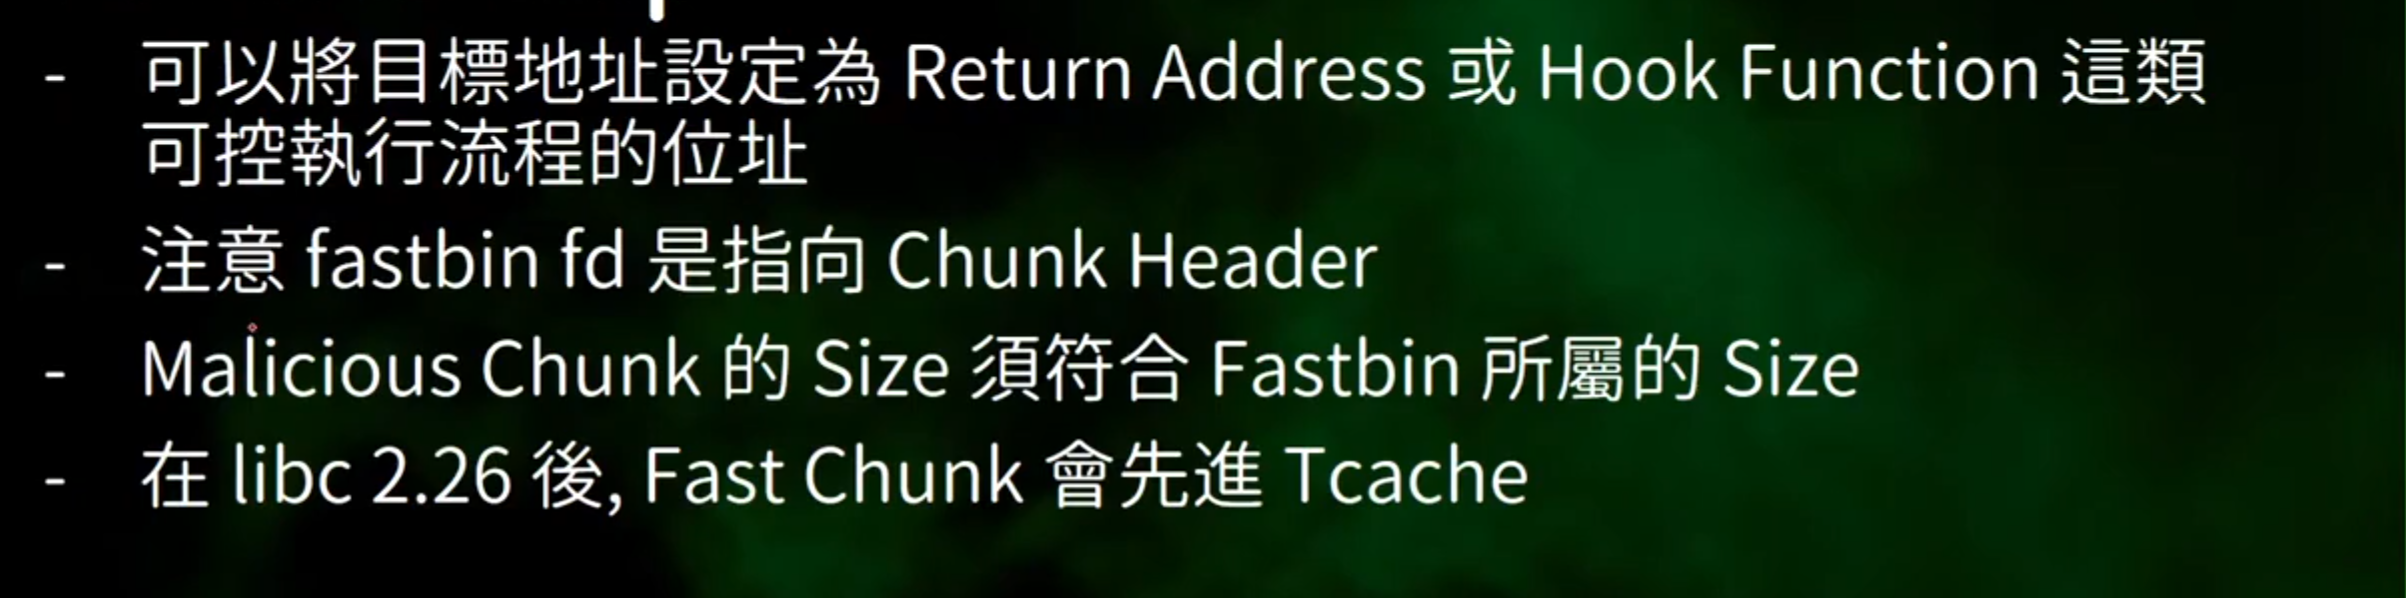 - 可以將目標地址設定為 Return Address 或 Hook Function 這類
可控執行流程的位址
- 注意 fastbin fd 是指向 Chunk Header
- Malicious Chunk 的 Size 須符合 Fastbin 所屬的 Size
- 在 libc 2.26 後, Fast Chunk 會先進 Tcache